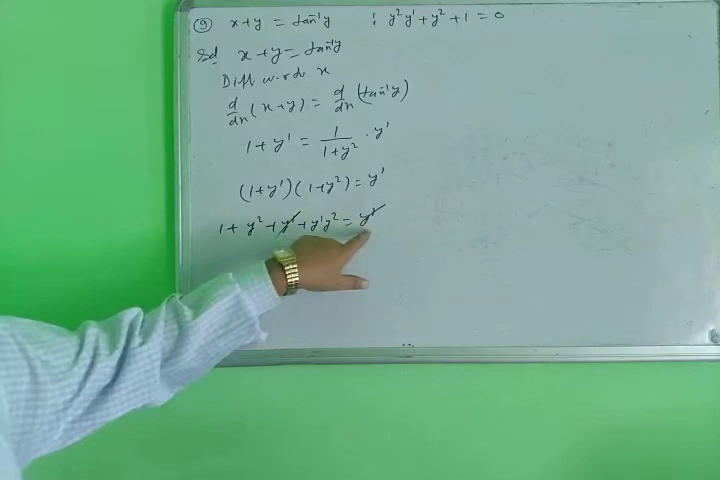 ⑨ x+y = tan⁻¹y : y²y' + y² + 1 = 0
Sol x+y = tan⁻¹y
Diff. w.r.to x
d/dx (x+y) = d/dx (tan⁻¹y)
1+y' = 1/(1+y²) · y'
(1+y')(1+y²) = y'
1+y²+y'+y'y² = y'